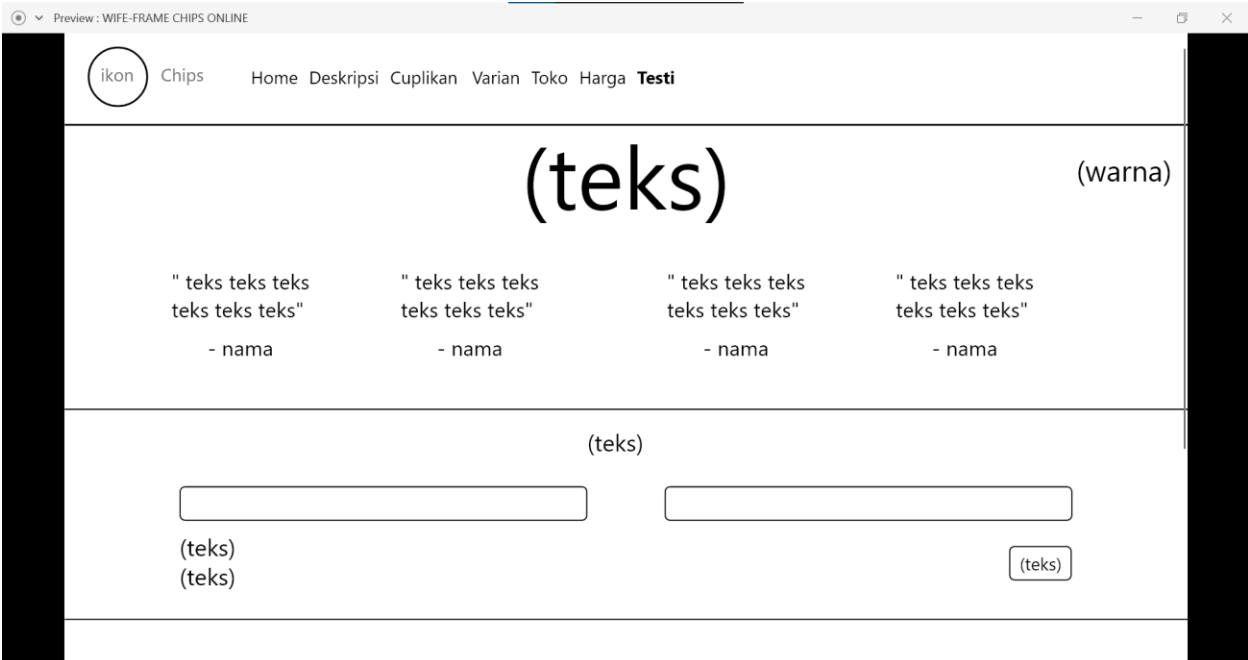 Preview : WIFE-FRAME CHIPS ONLINE
ikon Chips Home Deskripsi Cuplikan Varian Toko Harga Testi
(teks)
(warna)
" teks teks teks
teks teks teks"
- nama
" teks teks teks
teks teks teks"
- nama
" teks teks teks
teks teks teks"
- nama
" teks teks teks
teks teks teks"
- nama
(teks)
(teks)
(teks)
(teks)